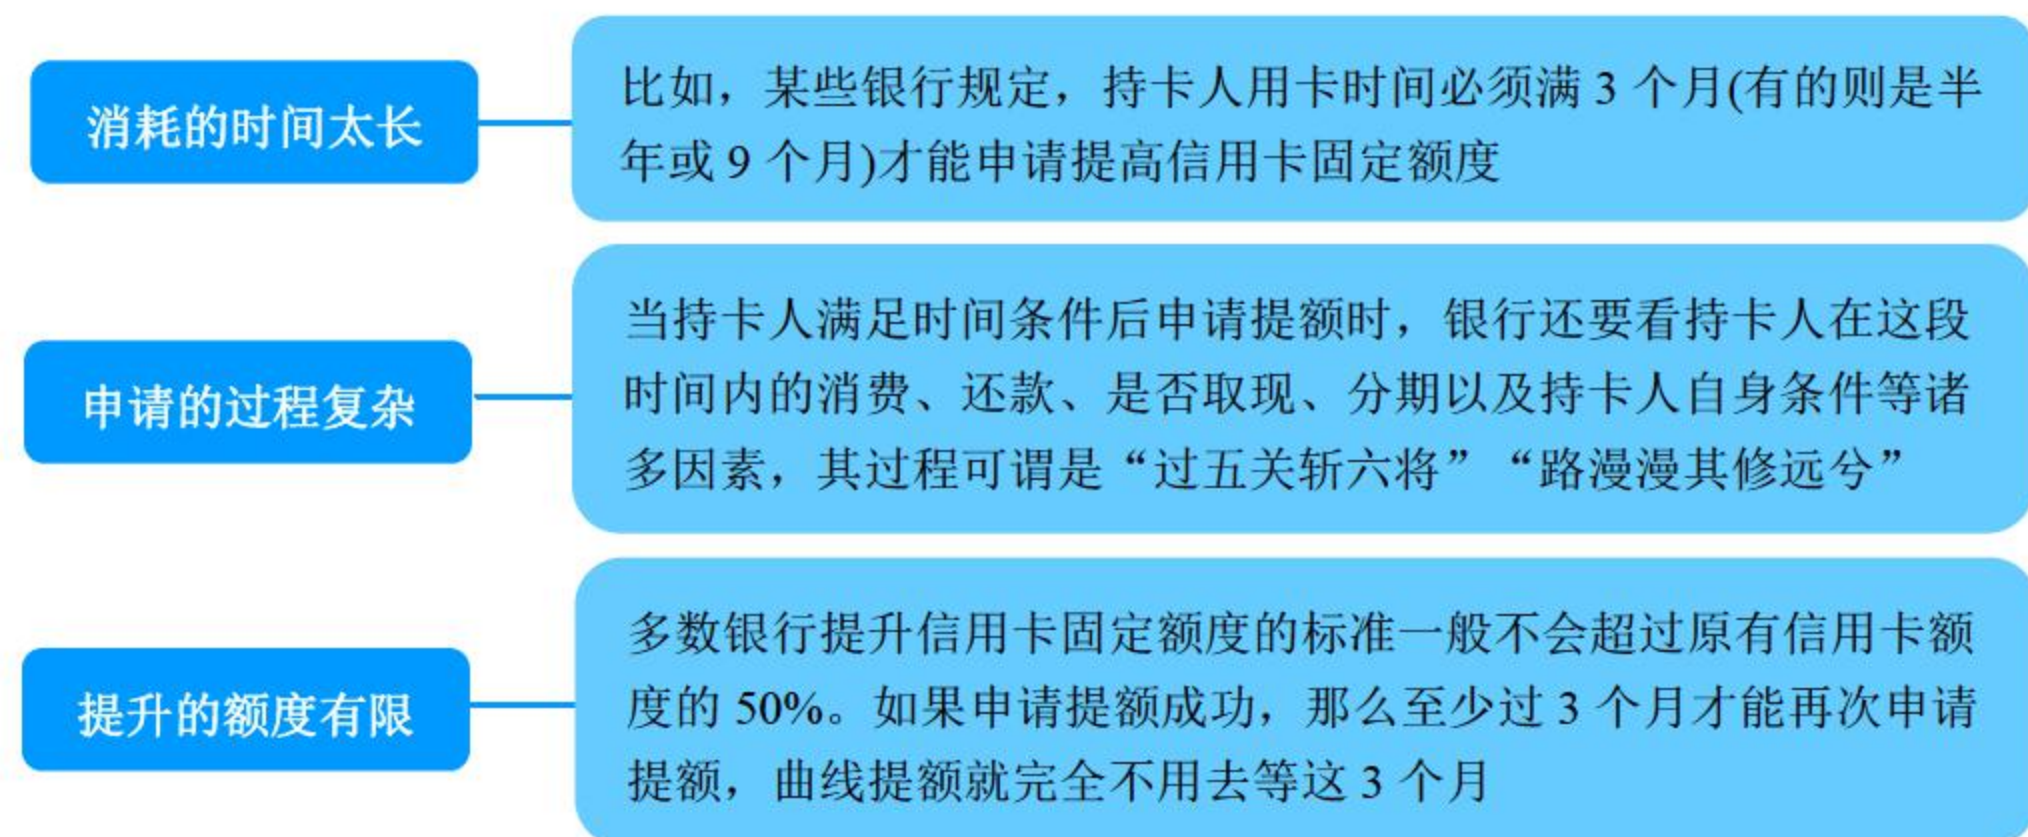 消耗的时间太长
比如，某些银行规定，持卡人用卡时间必须满 3 个月(有的则是半
年或 9 个月)才能申请提高信用卡固定额度
申请的过程复杂
当持卡人满足时间条件后申请提额时，银行还要看持卡人在这段
时间内的消费、还款、是否取现、分期以及持卡人自身条件等诸
多因素，其过程可谓是“过五关斩六将”“路漫漫其修远兮”
提升的额度有限
多数银行提升信用卡固定额度的标准一般不会超过原有信用卡额
度的 50%。如果申请提额成功，那么至少过 3 个月才能再次申请
提额，曲线提额就完全不用去等这 3 个月